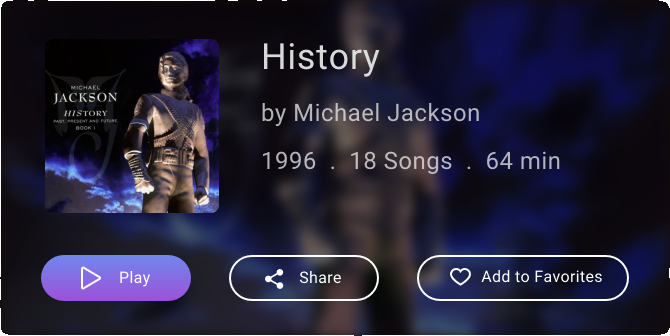 History
by Michael Jackson
1996 . 18 Songs . 64 min
MICHAEL
JACKSON
HISTORY
PAST, PRESENT AND FUTURE
BOOK I
Play
Share
Add to Favorites